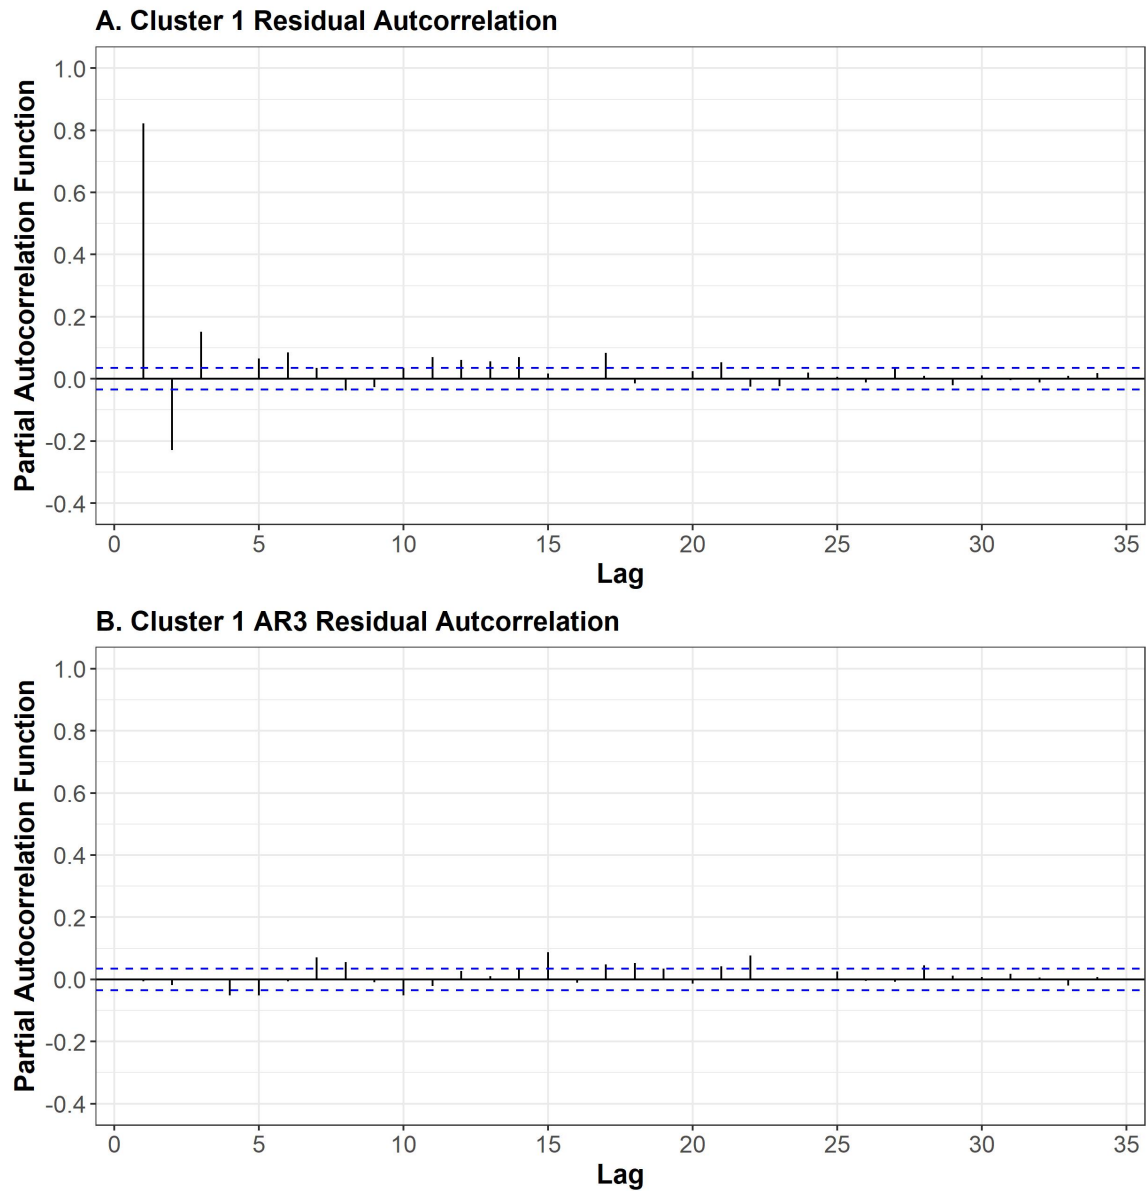 A. Cluster 1 Residual Autcorrelation
Partial Autocorrelation Function
1.0
0.8
0.6
0.4
0.2
0.0
-0.2
-0.4
0 5 10 15 20 25 30 35
Lag
B. Cluster 1 AR3 Residual Autcorrelation
Partial Autocorrelation Function
1.0
0.8
0.6
0.4
0.2
0.0
-0.2
-0.4
0 5 10 15 20 25 30 35
Lag